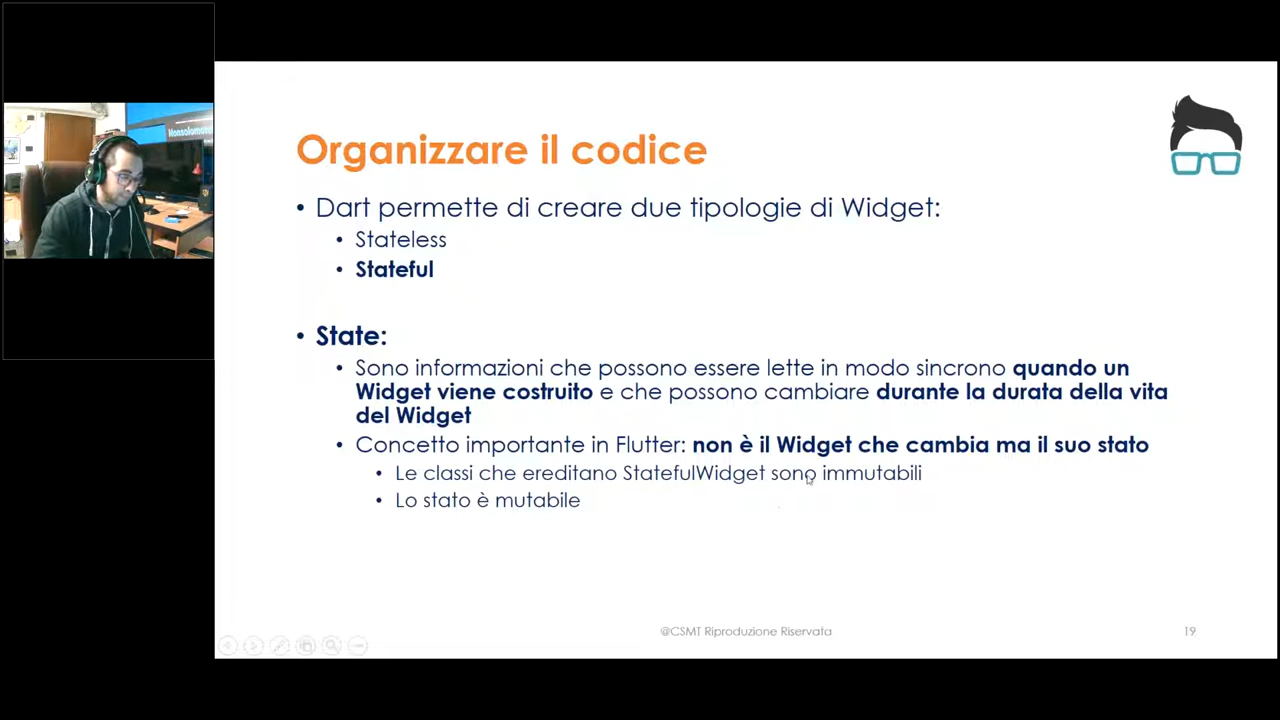 Nonsolomo
Organizzare il codice
• Dart permette di creare due tipologie di Widget:
• Stateless
• Stateful
• State:
• Sono informazioni che possono essere lette in modo sincrono quando un
Widget viene costruito e che possono cambiare durante la durata della vita
del Widget
• Concetto importante in Flutter: non è il Widget che cambia ma il suo stato
• Le classi che ereditano StatefulWidget sono immutabili
• Lo stato è mutabile
@CSMT Riproduzione Riservata
19